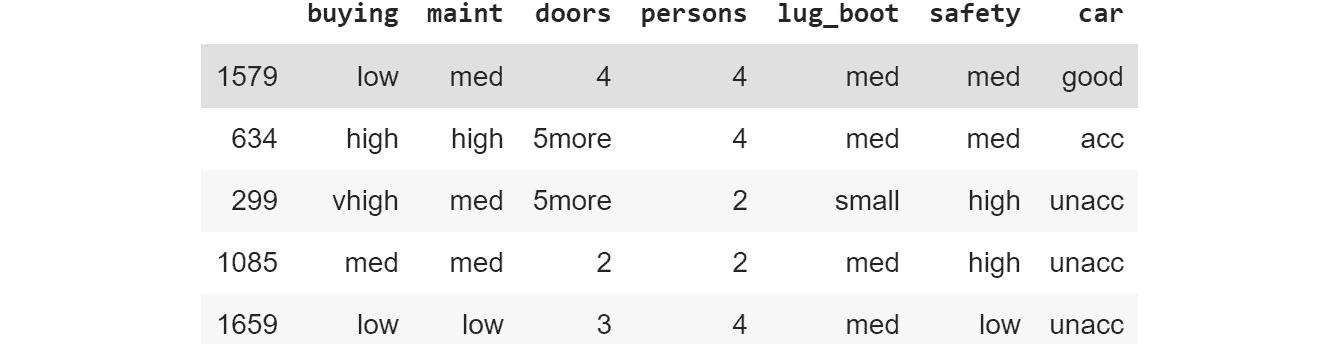 buying maint doors persons lug_boot safety car
1579 low med 4 4 med med good
634 high high 5more 4 med med acc
299 vhigh med 5more 2 small high unacc
1085 med med 2 2 med high unacc
1659 low low 3 4 med low unacc